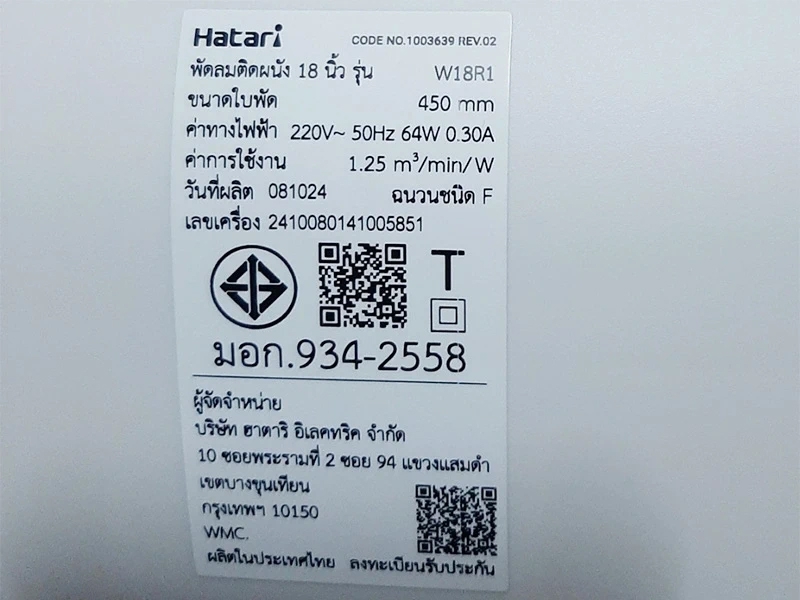 Hatari CODE NO.1003639 REV.02
พัดลมติดผนัง 18 นิ้ว รุ่น W18R1
ขนาดใบพัด 450 mm
ค่าทางไฟฟ้า 220V~ 50Hz 64W 0.30A
ค่าการใช้งาน 1.25 m³/min/W
วันที่ผลิต 081024 ฉนวนชนิด F
เลขเครื่อง 2410080141005851
T
มอก.934-2558
ผู้จัดจำหน่าย
บริษัท ฮาตาริ อิเลคทริค จำกัด
10 ซอยพระรามที่ 2 ซอย 94 แขวงแสมดำ
เขตบางขุนเทียน
กรุงเทพฯ 10150
WMC.
ผลิตในประเทศไทย ลงทะเบียนรับประกัน